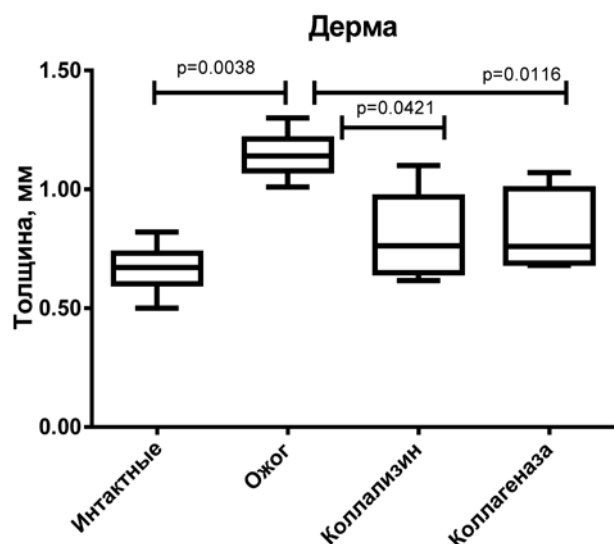 Дерма
1.50
p=0.0038
p=0.0116
p=0.0421
1.00
0.50
0.00
Толщина, мм
Интактные
Ожог
Коллализин
Коллагеназа